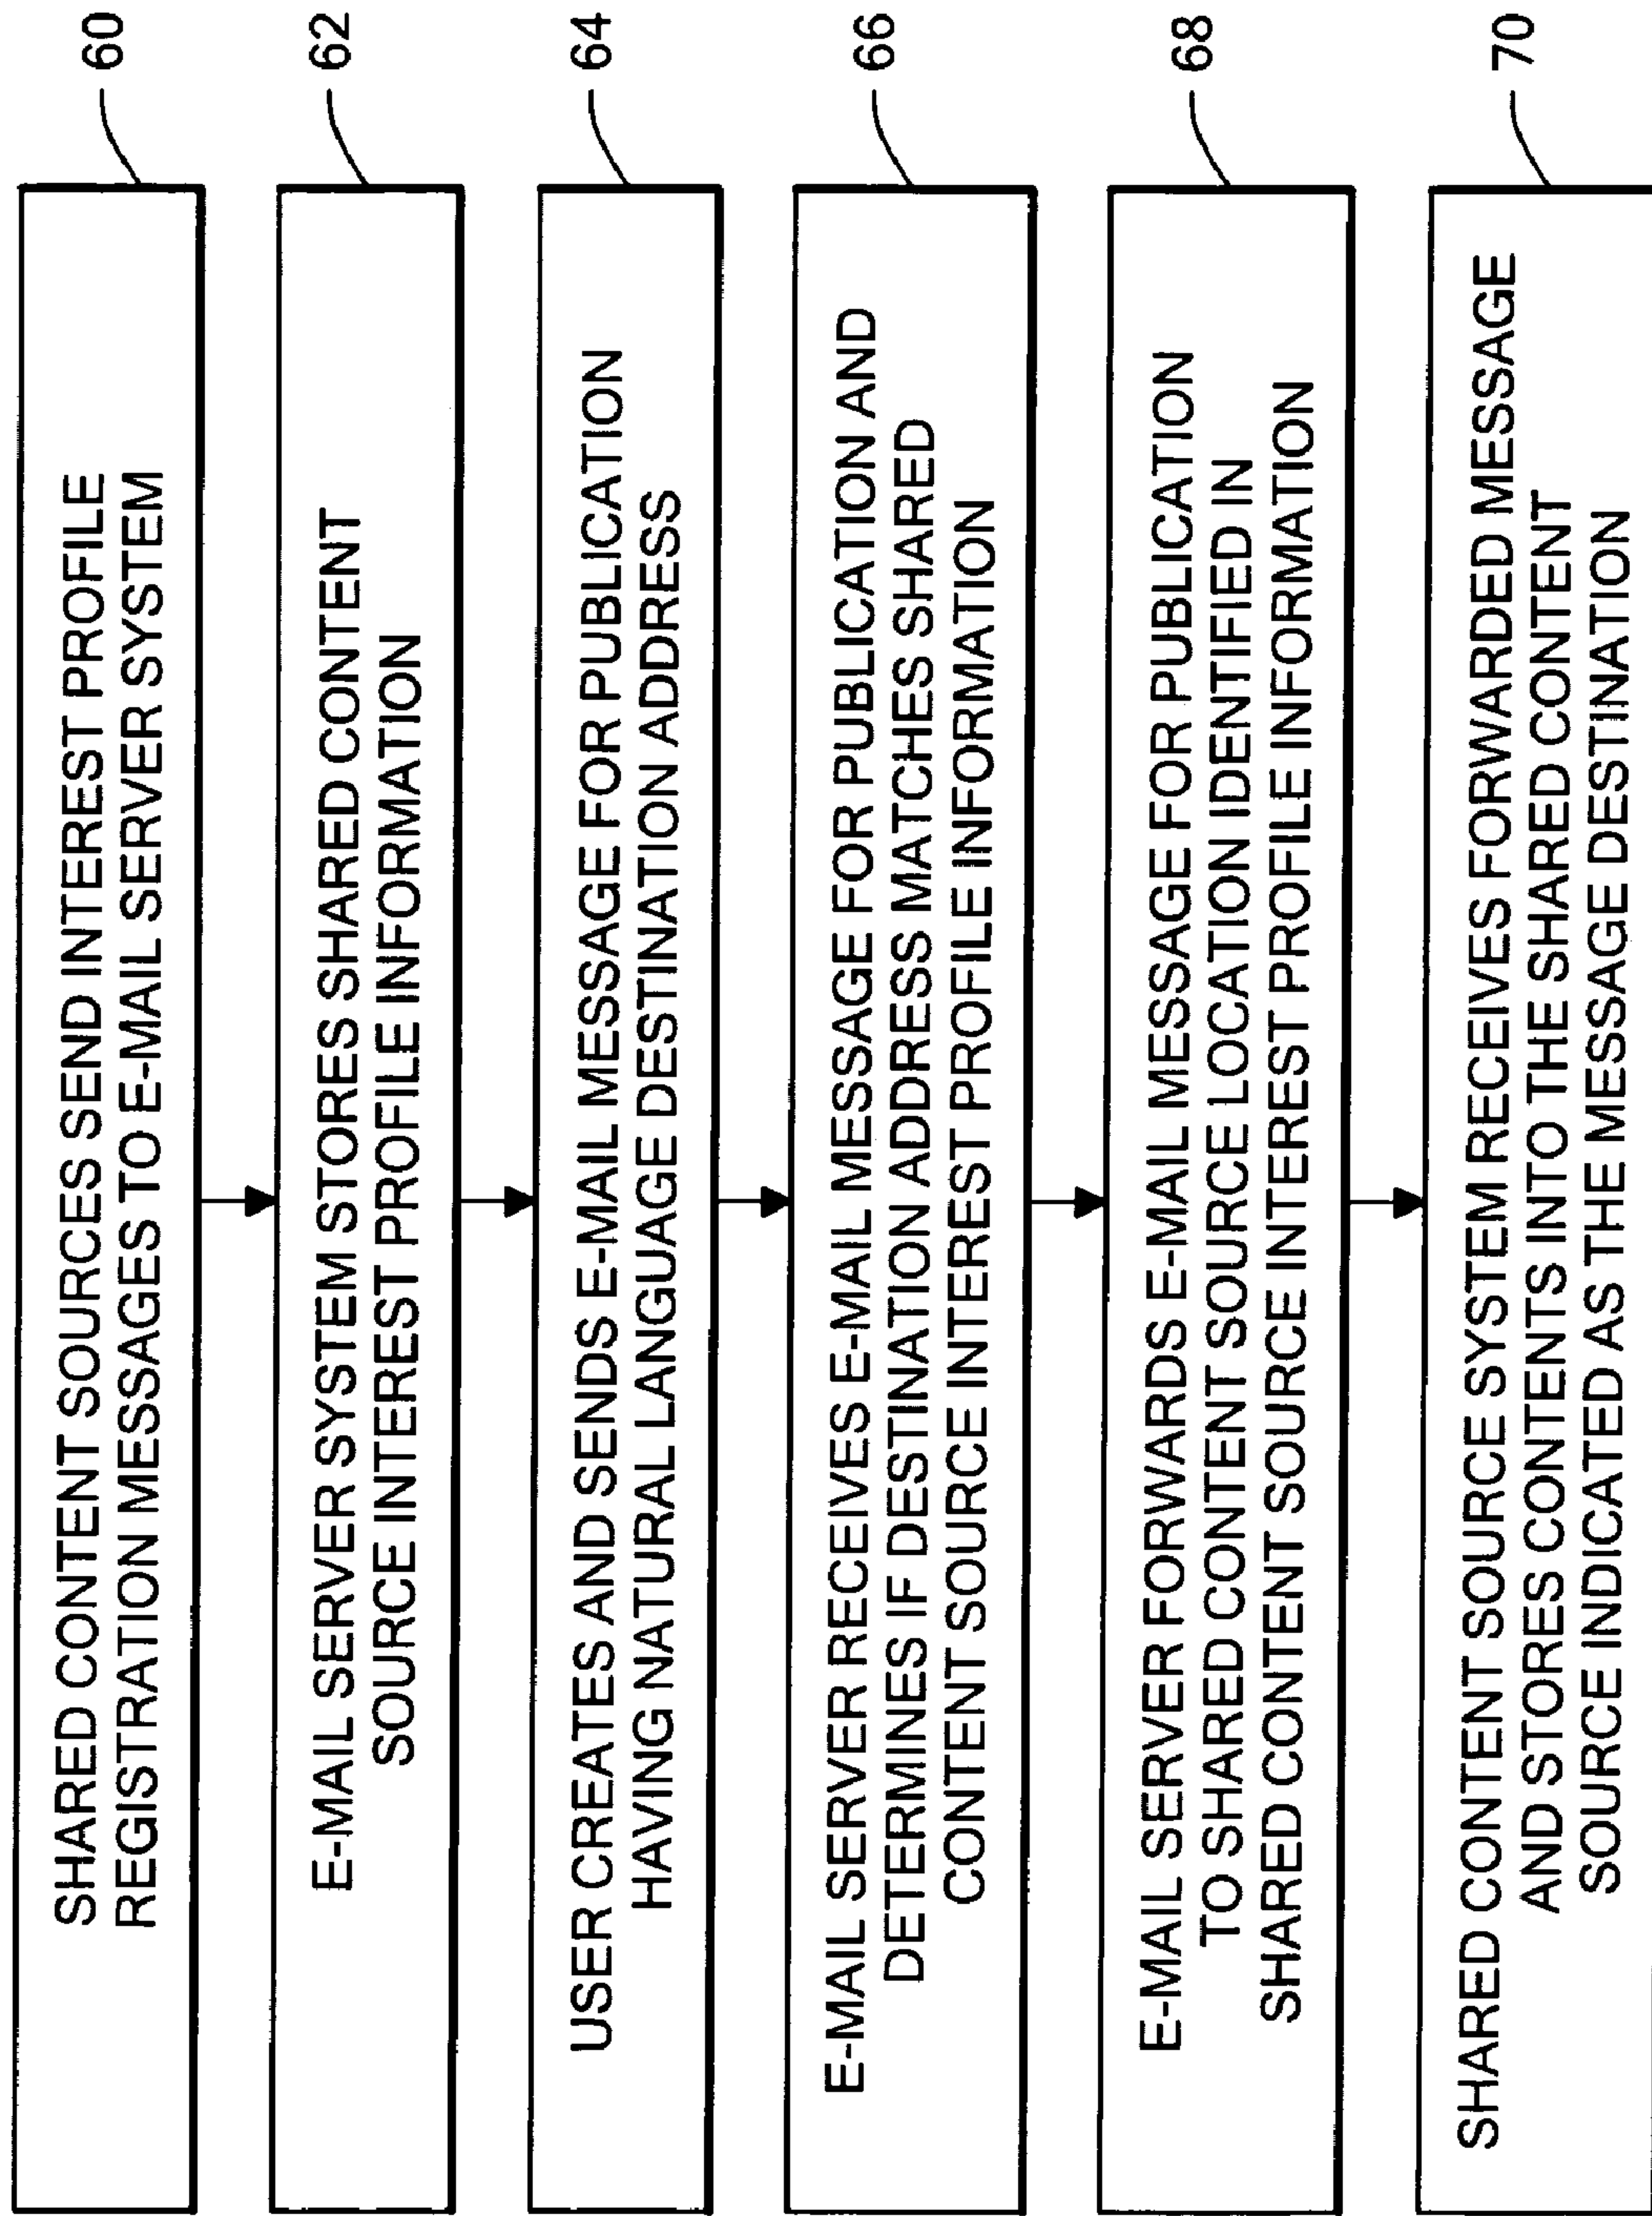 SHARED CONTENT SOURCES SEND INTEREST PROFILE
REGISTRATION MESSAGES TO E-MAIL SERVER SYSTEM
60
E-MAIL SERVER SYSTEM STORES SHARED CONTENT
SOURCE INTEREST PROFILE INFORMATION
62
USER CREATES AND SENDS E-MAIL MESSAGE FOR PUBLICATION
HAVING NATURAL LANGUAGE DESTINATION ADDRESS
64
E-MAIL SERVER RECEIVES E-MAIL MESSAGE FOR PUBLICATION AND
DETERMINES IF DESTINATION ADDRESS MATCHES SHARED
CONTENT SOURCE INTEREST PROFILE INFORMATION
66
E-MAIL SERVER FORWARDS E-MAIL MESSAGE FOR PUBLICATION
TO SHARED CONTENT SOURCE LOCATION IDENTIFIED IN
SHARED CONTENT SOURCE INTEREST PROFILE INFORMATION
68
SHARED CONTENT SOURCE SYSTEM RECEIVES FORWARDED MESSAGE
AND STORES CONTENTS INTO THE SHARED CONTENT
SOURCE INDICATED AS THE MESSAGE DESTINATION
70